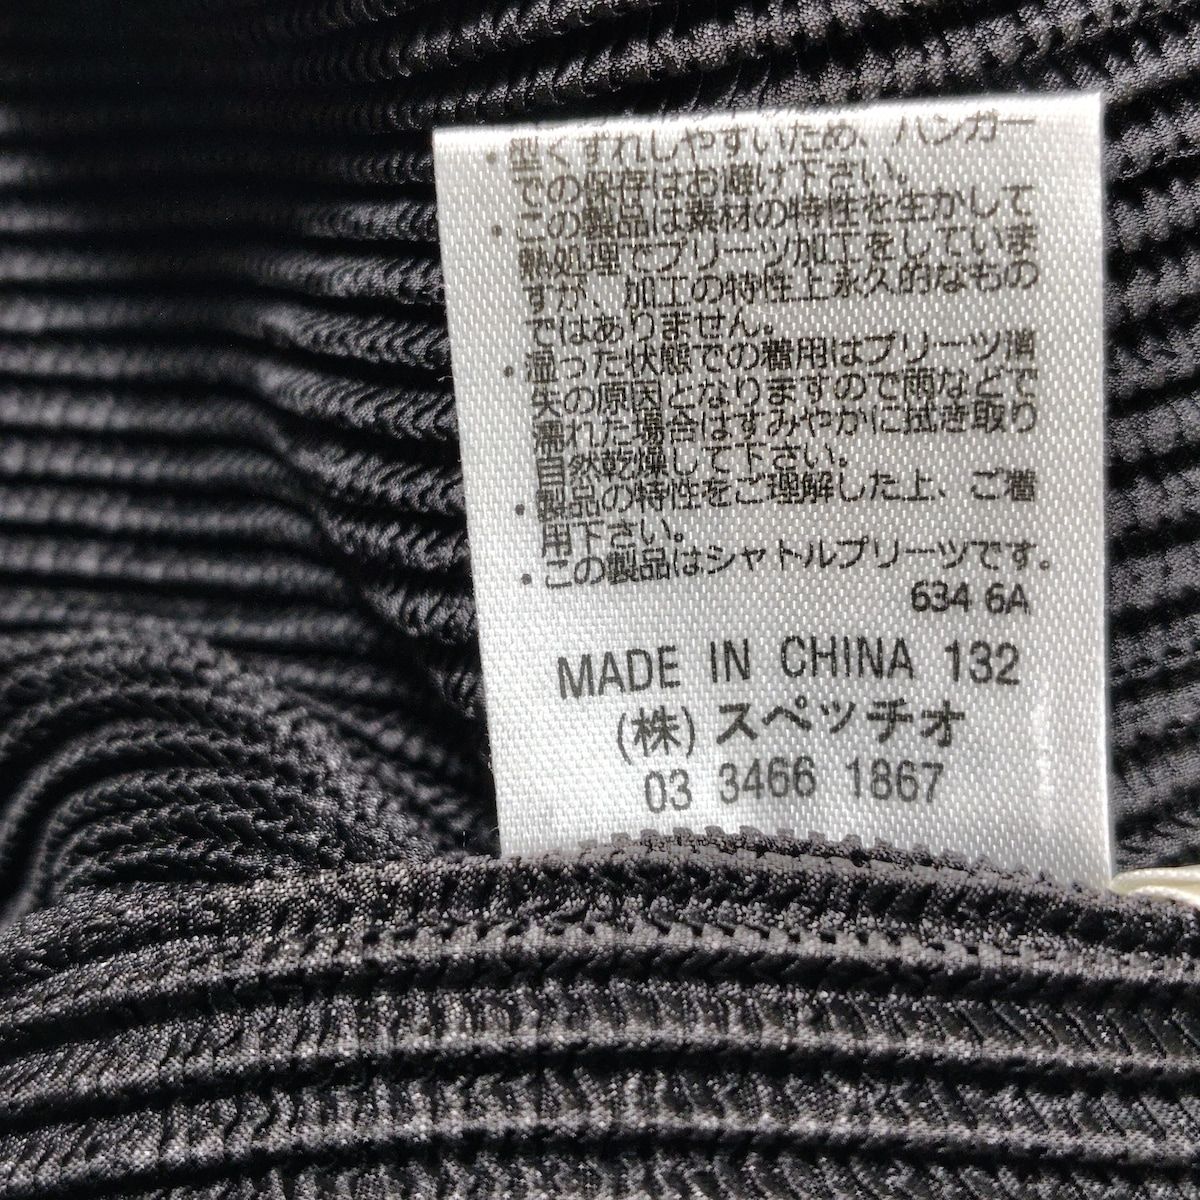 ・型くずれしやすいため、ハンガー
での保存はお避け下さい。
・この製品は素材の特性を生かして
熱処理でプリーツ加工をしていま
すが、加工の特性上永久的なもの
ではありません。
・湿った状態での着用はプリーツ消
失の原因となりますので雨などで
濡れた場合はすみやかに拭き取り
自然乾燥して下さい。
・製品の特性をご理解した上、ご着
用下さい。
・この製品はシャトルプリーツです。
634 6A
MADE IN CHINA 132
(株) スペッチオ
03 3466 1867